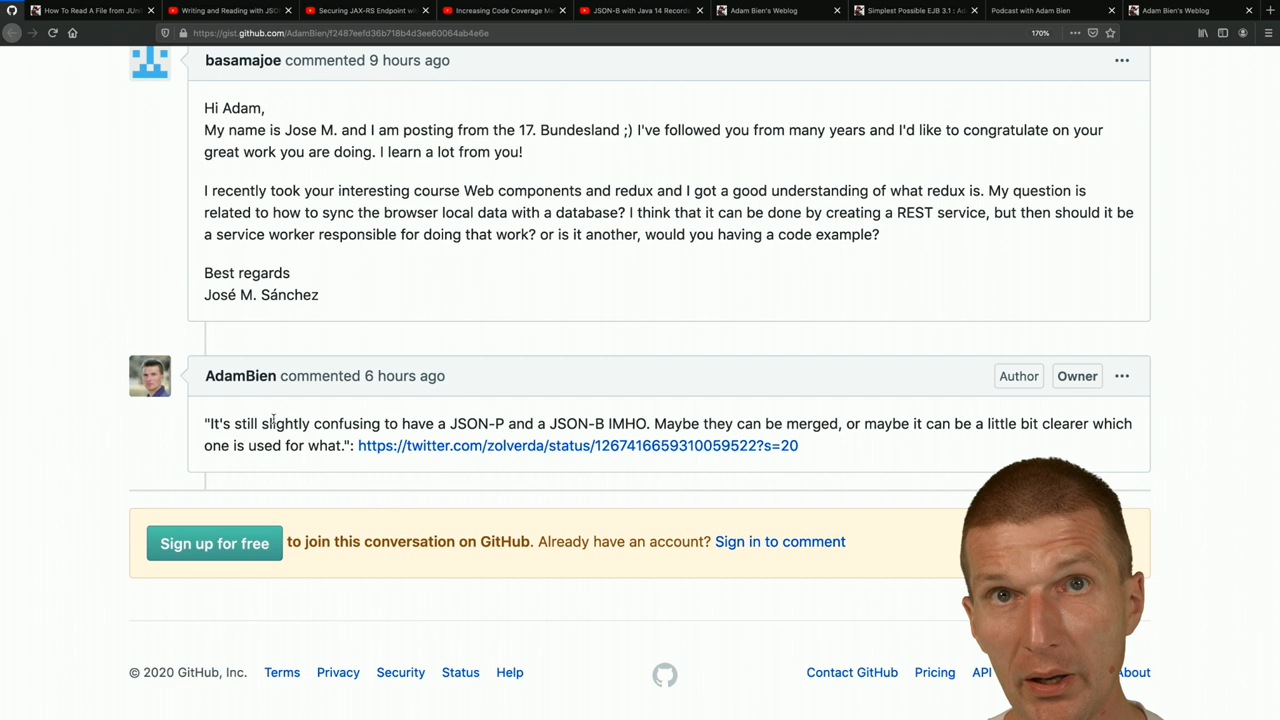 How To Read A File from JUni
Writing and Reading with JSO
Securing JAX-RS Endpoint wi
Increasing Code Coverage Me
JSON-B with Java 14 Records
Adam Bien's Weblog
Simplest Possible EJB 3.1 : Ad
Podcast with Adam Bien
Adam Bien's Weblog
https://gist.github.com/AdamBien/f2487eefd36b718b4d3ee60064ab4e6e
170%
basamajoe commented 9 hours ago
Hi Adam,
My name is Jose M. and I am posting from the 17. Bundesland ;) I've followed you from many years and I'd like to congratulate on your
great work you are doing. I learn a lot from you!
I recently took your interesting course Web components and redux and I got a good understanding of what redux is. My question is
related to how to sync the browser local data with a database? I think that it can be done by creating a REST service, but then should it be
a service worker responsible for doing that work? or is it another, would you having a code example?
Best regards
José M. Sánchez
AdamBien commented 6 hours ago
Author
Owner
"It's still slightly confusing to have a JSON-P and a JSON-B IMHO. Maybe they can be merged, or maybe it can be a little bit clearer which
one is used for what.": https://twitter.com/zolverda/status/1267416659310059522?s=20
Sign up for free to join this conversation on GitHub. Already have an account? Sign in to comment
© 2020 GitHub, Inc. Terms Privacy Security Status Help
Contact GitHub Pricing API About